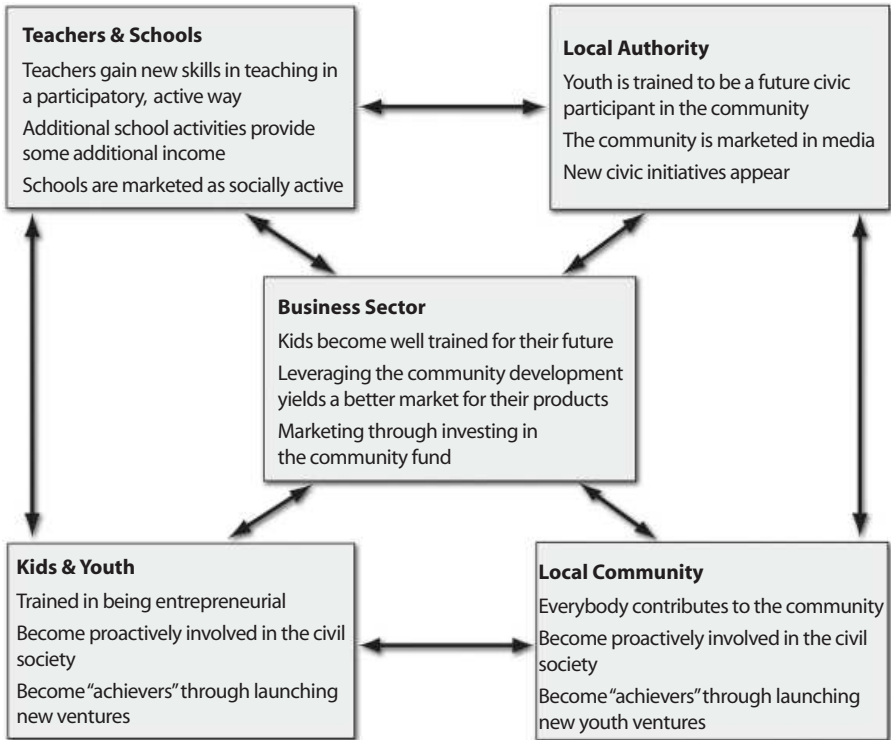 Teachers & Schools
Teachers gain new skills in teaching in
a participatory, active way
Additional school activities provide
some additional income
Schools are marketed as socially active
Local Authority
Youth is trained to be a future civic
participant in the community
The community is marketed in media
New civic initiatives appear
Business Sector
Kids become well trained for their future
Leveraging the community development
yields a better market for their products
Marketing through investing in
the community fund
Kids & Youth
Trained in being entrepreneurial
Become proactively involved in the civil
society
Become “achievers” through launching
new ventures
Local Community
Everybody contributes to the community
Become proactively involved in the civil
society
Become “achievers” through launching
new youth ventures